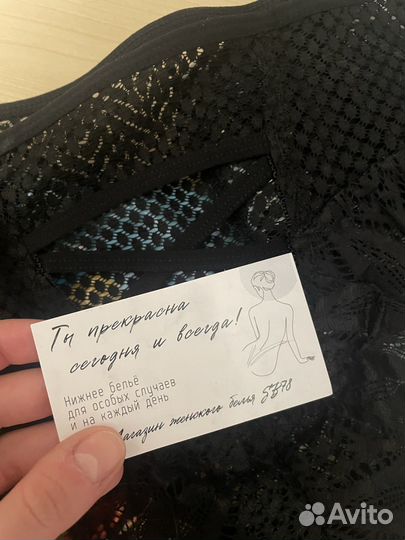 Ты прекрасна
сегодня и всегда!
Нижнее бельё
для особых случаев
и на каждый день
Магазин женского белья SB78
Avito